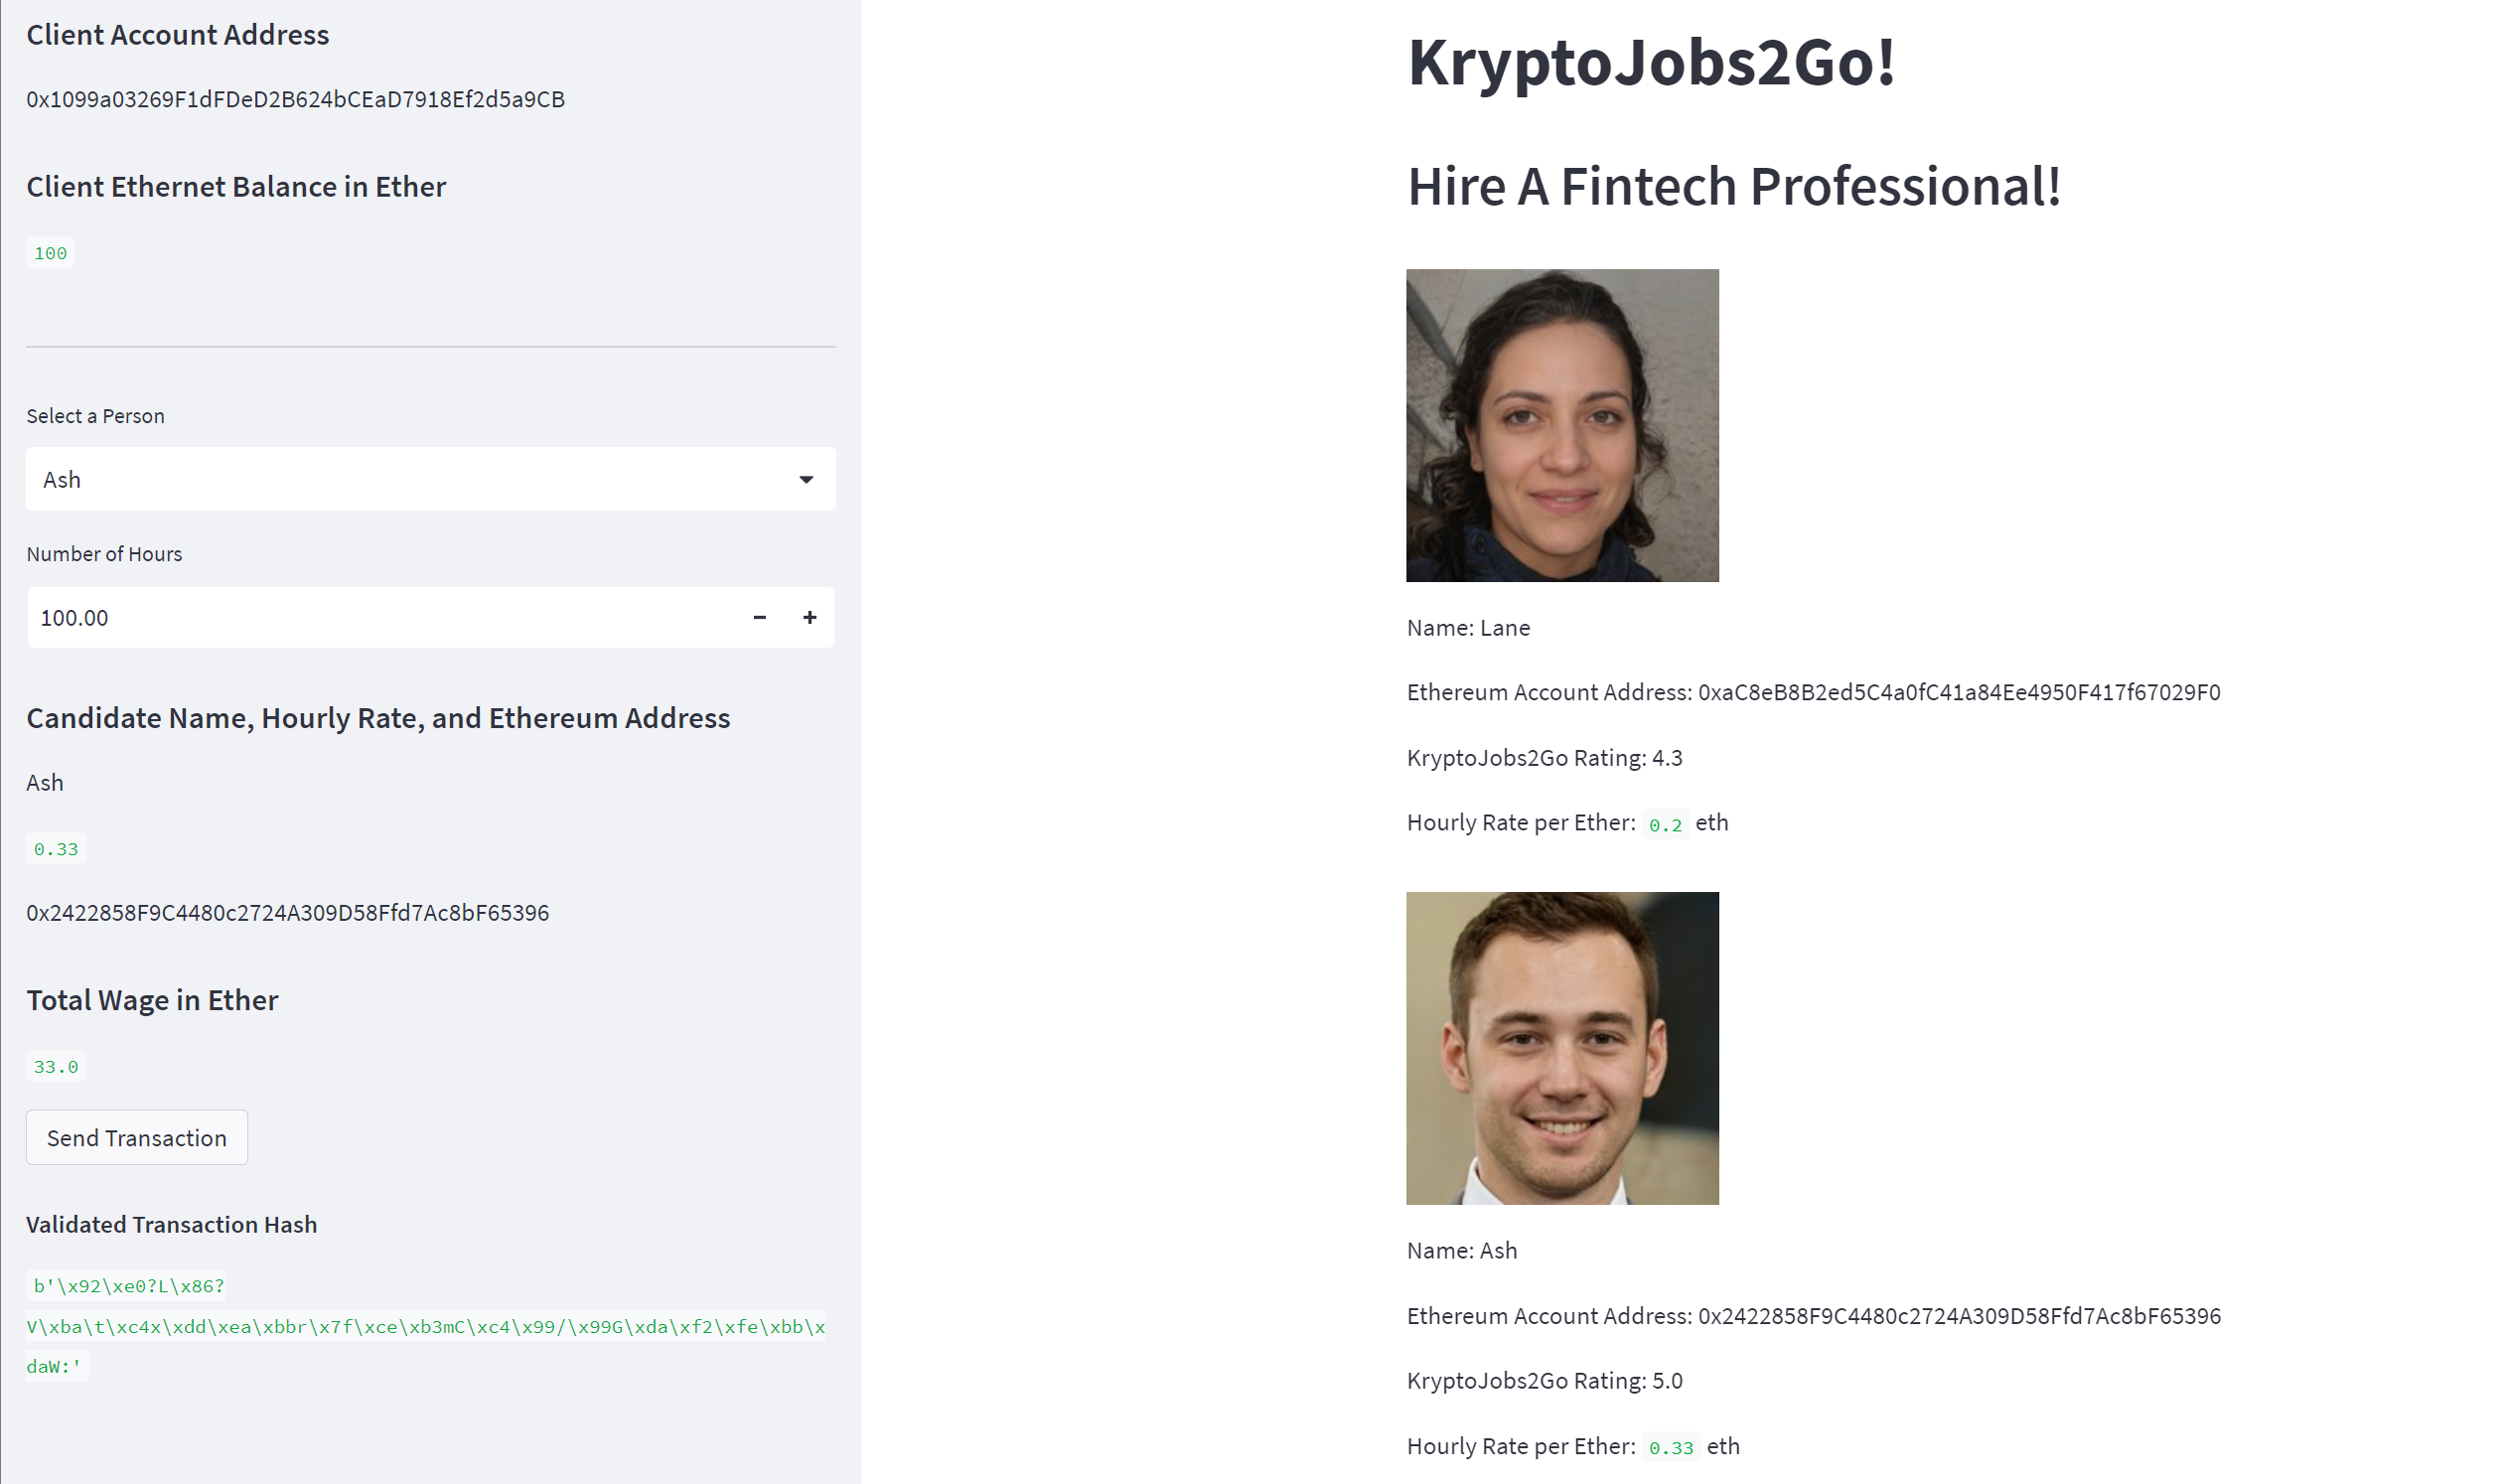 Client Account Address
0x1099a03269F1dFDeD2B624bCEaD7918Ef2d5a9CB
Client Ethernet Balance in Ether
100
Select a Person
Ash
Number of Hours
100.00
Candidate Name, Hourly Rate, and Ethereum Address
Ash
0.33
0x2422858F9C4480c2724A309D58Ffd7Ac8bF65396
Total Wage in Ether
33.0
Send Transaction
Validated Transaction Hash
b'\x92\xe0?L\x86?
V\xba\t\xc4x\xdd\xea\xbbr\x7f\xce\xb3mC\xc4\x99/\x99G\xda\xf2\xfe\xbb\x
daW:'
KryptoJobs2Go!
Hire A Fintech Professional!
Name: Lane
Ethereum Account Address: 0xaC8eB8B2ed5C4a0fC41a84Ee4950F417f67029F0
KryptoJobs2Go Rating: 4.3
Hourly Rate per Ether: 0.2 eth
Name: Ash
Ethereum Account Address: 0x2422858F9C4480c2724A309D58Ffd7Ac8bF65396
KryptoJobs2Go Rating: 5.0
Hourly Rate per Ether: 0.33 eth